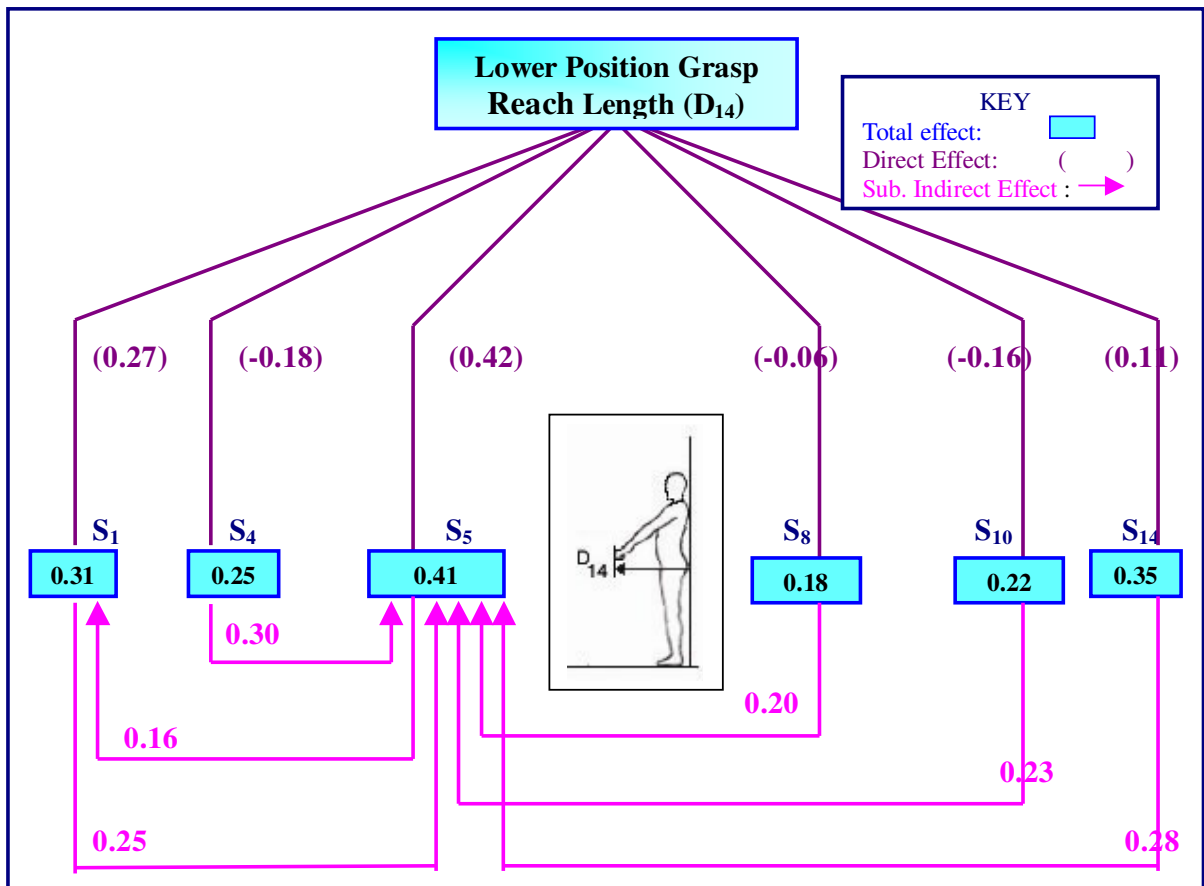 Lower Position Grasp
Reach Length (D₁₄)
KEY
Total effect:
Direct Effect: ( )
Sub. Indirect Effect :
(0.27) (-0.18) (0.42) (-0.06) (-0.16) (0.11)
S₁ S₄ S₅ S₈ S₁₀ S₁₄
0.31 0.25 0.41 0.18 0.22 0.35
D₁₄
0.30
0.20
0.16
0.23
0.25 0.28